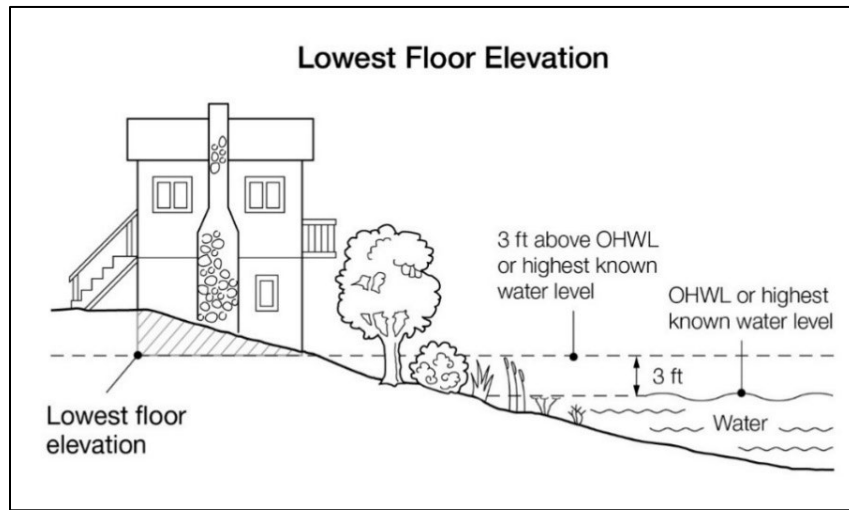 Lowest Floor Elevation
3 ft above OHWL
or highest known
water level
OHWL or highest
known water level
3 ft
Lowest floor
elevation
Water